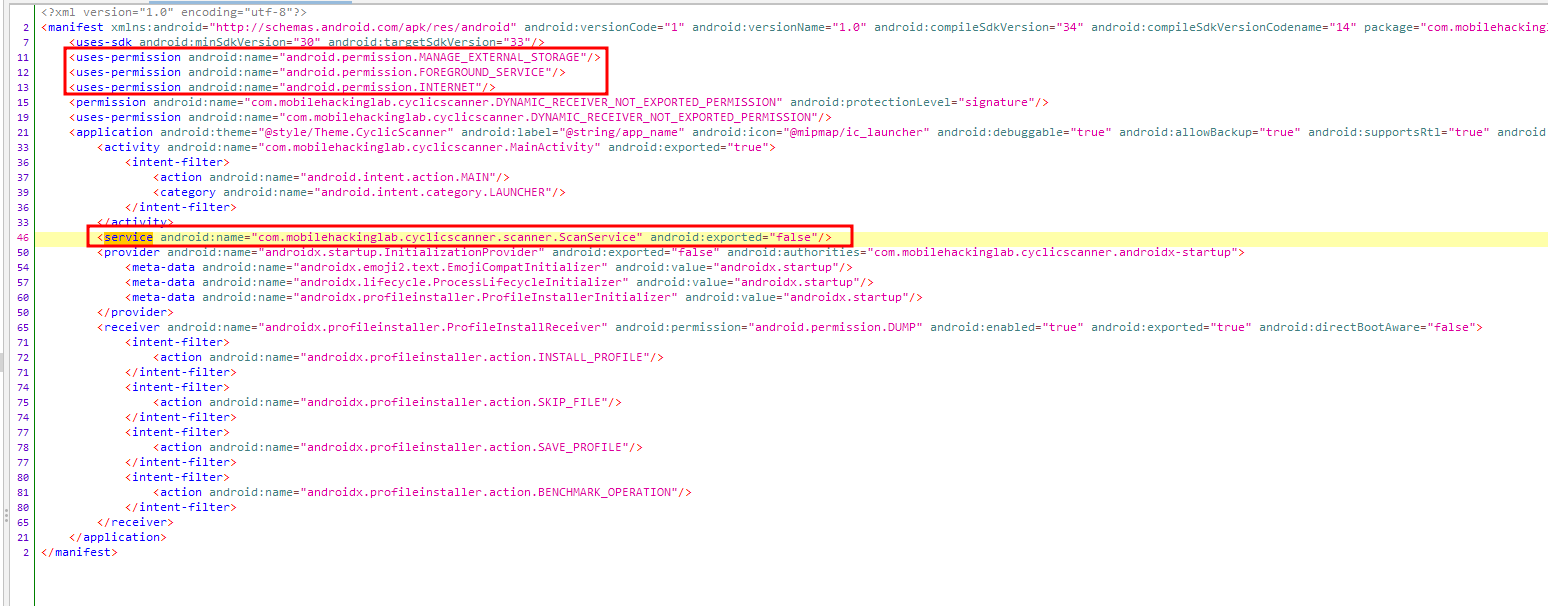 <?xml version="1.0" encoding="utf-8"?>
2 <manifest xmlns:android="http://schemas.android.com/apk/res/android" android:versionCode="1" android:versionName="1.0" android:compileSdkVersion="34" android:compileSdkVersionCodename="14" package="com.mobilehackingl
7 <uses-sdk android:minSdkVersion="30" android:targetSdkVersion="33"/>
11 <uses-permission android:name="android.permission.MANAGE_EXTERNAL_STORAGE"/>
12 <uses-permission android:name="android.permission.FOREGROUND_SERVICE"/>
13 <uses-permission android:name="android.permission.INTERNET"/>
15 <permission android:name="com.mobilehackinglab.cyclicscanner.DYNAMIC_RECEIVER_NOT_EXPORTED_PERMISSION" android:protectionLevel="signature"/>
19 <uses-permission android:name="com.mobilehackinglab.cyclicscanner.DYNAMIC_RECEIVER_NOT_EXPORTED_PERMISSION"/>
21 <application android:theme="@style/Theme.CyclicScanner" android:label="@string/app_name" android:icon="@mipmap/ic_launcher" android:debuggable="true" android:allowBackup="true" android:supportsRtl="true" android
33 <activity android:name="com.mobilehackinglab.cyclicscanner.MainActivity" android:exported="true">
36 <intent-filter>
37 <action android:name="android.intent.action.MAIN"/>
39 <category android:name="android.intent.category.LAUNCHER"/>
36 </intent-filter>
33 </activity>
46 <service android:name="com.mobilehackinglab.cyclicscanner.scanner.ScanService" android:exported="false"/>
50 <provider android:name="androidx.startup.InitializationProvider" android:exported="false" android:authorities="com.mobilehackinglab.cyclicscanner.androidx-startup">
54 <meta-data android:name="androidx.emoji2.text.EmojiCompatInitializer" android:value="androidx.startup"/>
57 <meta-data android:name="androidx.lifecycle.ProcessLifecycleInitializer" android:value="androidx.startup"/>
60 <meta-data android:name="androidx.profileinstaller.ProfileInstallerInitializer" android:value="androidx.startup"/>
50 </provider>
65 <receiver android:name="androidx.profileinstaller.ProfileInstallReceiver" android:permission="android.permission.DUMP" android:enabled="true" android:exported="true" android:directBootAware="false">
71 <intent-filter>
72 <action android:name="androidx.profileinstaller.action.INSTALL_PROFILE"/>
71 </intent-filter>
74 <intent-filter>
75 <action android:name="androidx.profileinstaller.action.SKIP_FILE"/>
74 </intent-filter>
77 <intent-filter>
78 <action android:name="androidx.profileinstaller.action.SAVE_PROFILE"/>
77 </intent-filter>
80 <intent-filter>
81 <action android:name="androidx.profileinstaller.action.BENCHMARK_OPERATION"/>
80 </intent-filter>
65 </receiver>
21 </application>
2 </manifest>